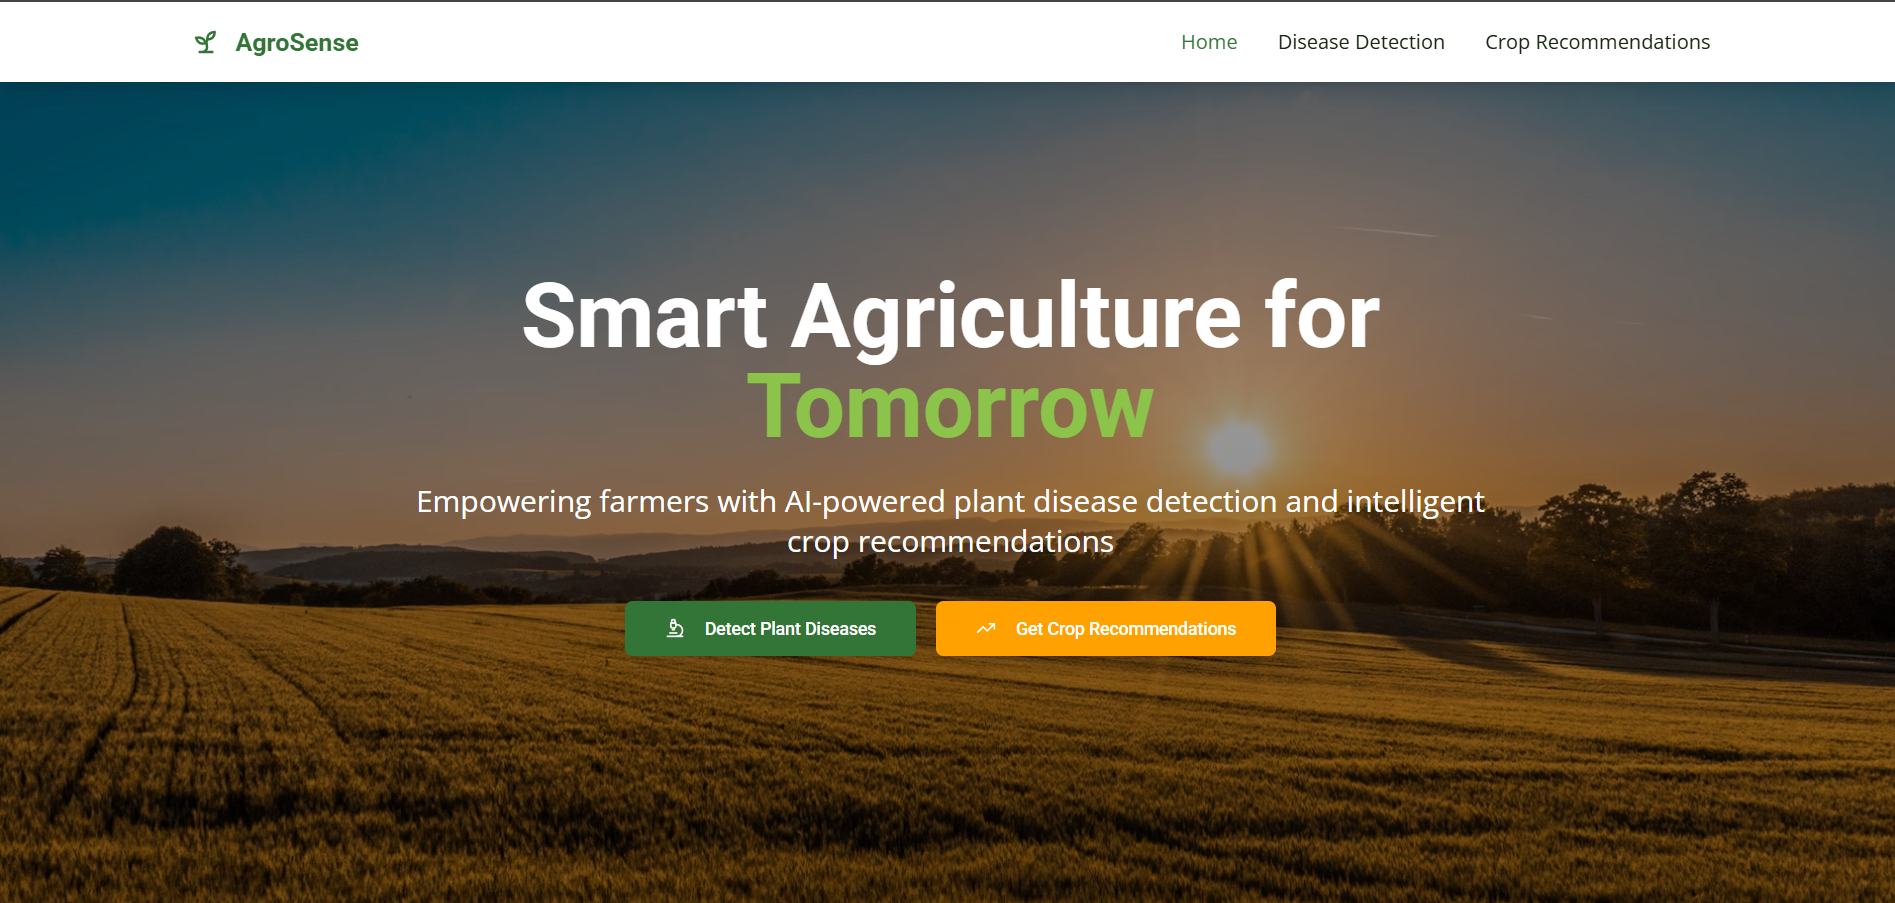 AgroSense
Home
Disease Detection
Crop Recommendations
Smart Agriculture for
Tomorrow
Empowering farmers with AI-powered plant disease detection and intelligent
crop recommendations
Detect Plant Diseases
Get Crop Recommendations